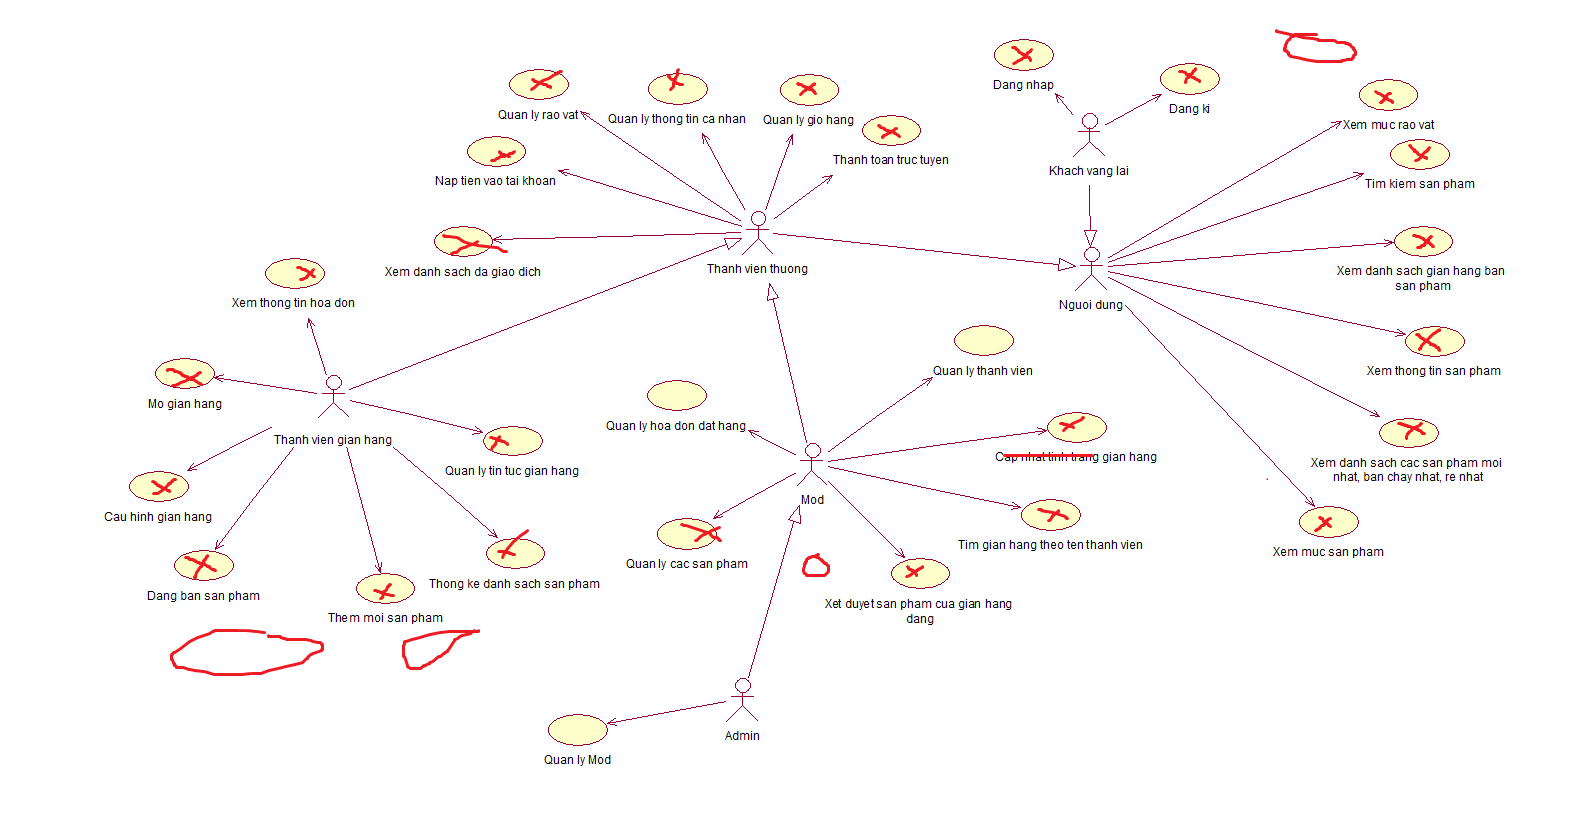 Dang nhap
Dang ki
Quan ly rao vat
Quan ly thong tin ca nhan
Quan ly gio hang
Xem muc rao vat
Thanh toan truc tuyen
Khach vang lai
Nap tien vao tai khoan
Tim kiem san pham
Xem danh sach da giao dich
Thanh vien thuong
Xem danh sach gian hang ban
san pham
Xem thong tin hoa don
Nguoi dung
Quan ly thanh vien
Xem thong tin san pham
Mo gian hang
Quan ly hoa don dat hang
Thanh vien gian hang
Quan ly tin tuc gian hang
Cap nhat tinh trang gian hang
Xem danh sach cac san pham moi
nhat, ban chay nhat, re nhat
Mod
Cau hinh gian hang
Tim gian hang theo ten thanh vien
Xem muc san pham
Quan ly cac san pham
Dang ban san pham
Thong ke danh sach san pham
Them moi san pham
Xet duyet san pham cua gian hang
dang
Admin
Quan ly Mod